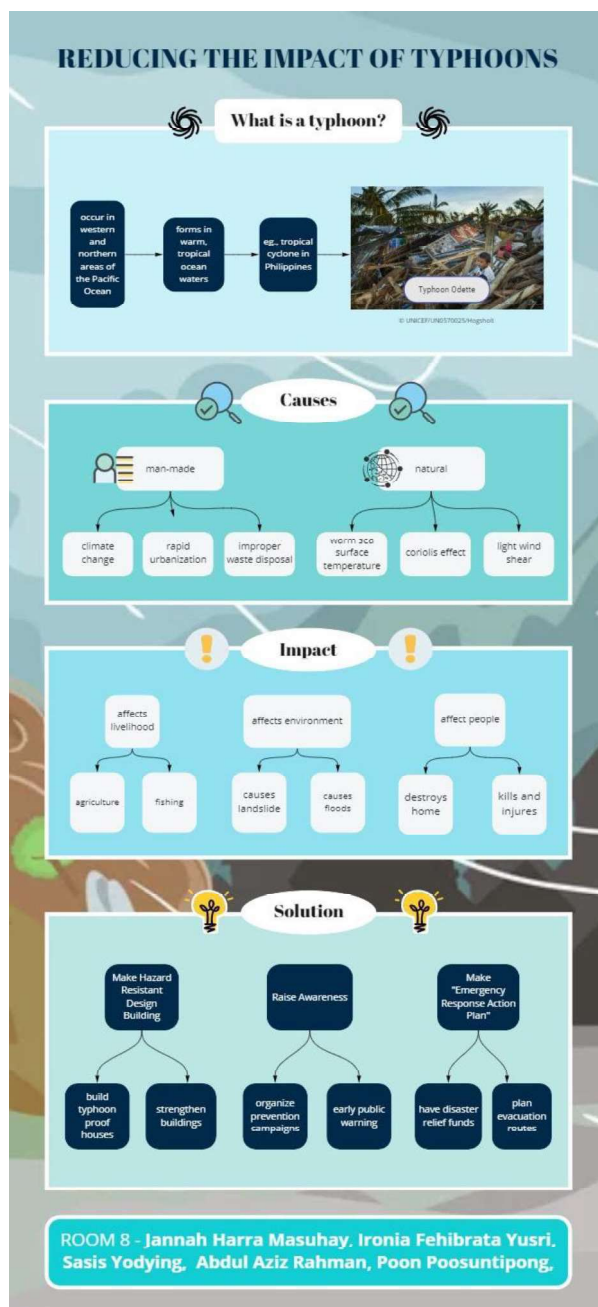 REDUCING THE IMPACT OF TYPHOONS
What is a typhoon?
occur in
western
and
northern
areas of
the Pacific
Ocean
forms in
warm,
tropical
ocean
waters
eg., tropical
cyclone in
Philippines
Typhoon Odette
© UNICEF/UN0570025/Hogsholt
Causes
man-made
climate
change
rapid
urbanization
improper
waste disposal
natural
warm sea
surface
temperature
coriolis effect
light wind
shear
Impact
affects
livelihood
agriculture
fishing
affects environment
causes
landslide
causes
floods
affect people
destroys
home
kills and
injures
Solution
Make Hazard
Resistant
Design
Building
build
typhoon
proof
houses
strengthen
buildings
Raise Awareness
organize
prevention
campaigns
early public
warning
Make
"Emergency
Response Action
Plan"
have disaster
relief funds
plan
evacuation
routes
ROOM 8 - Jannah Harra Masuhay, Ironia Fehibrata Yusri,
Sasis Yodying, Abdul Aziz Rahman, Poon Poosuntipong,